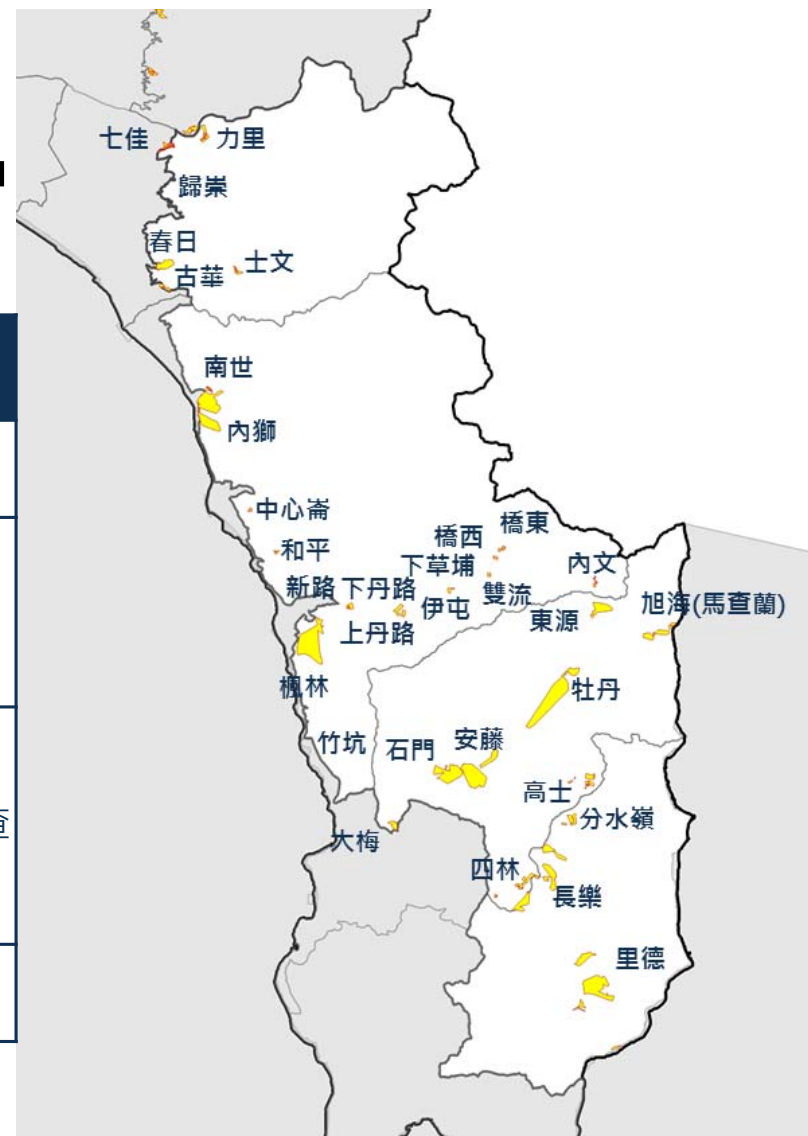 七佳
力里
歸崇
春日
士文
古華
南世
內獅
中心崙
橋東
橋西
和平
下草埔
內文
新路
下丹路
雙流
旭海(馬查蘭)
伊屯
東源
上丹路
楓林
牡丹
竹坑
安藤
石門
高士
分水嶺
大梅
四林
長樂
里德